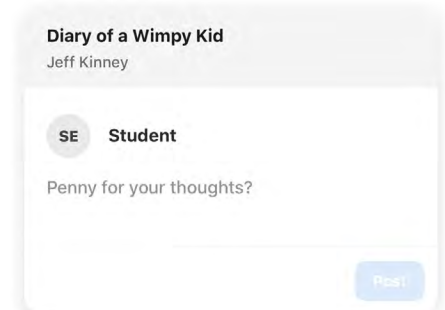 Diary of a Wimpy Kid
Jeff Kinney
SE Student
Penny for your thoughts?
Post